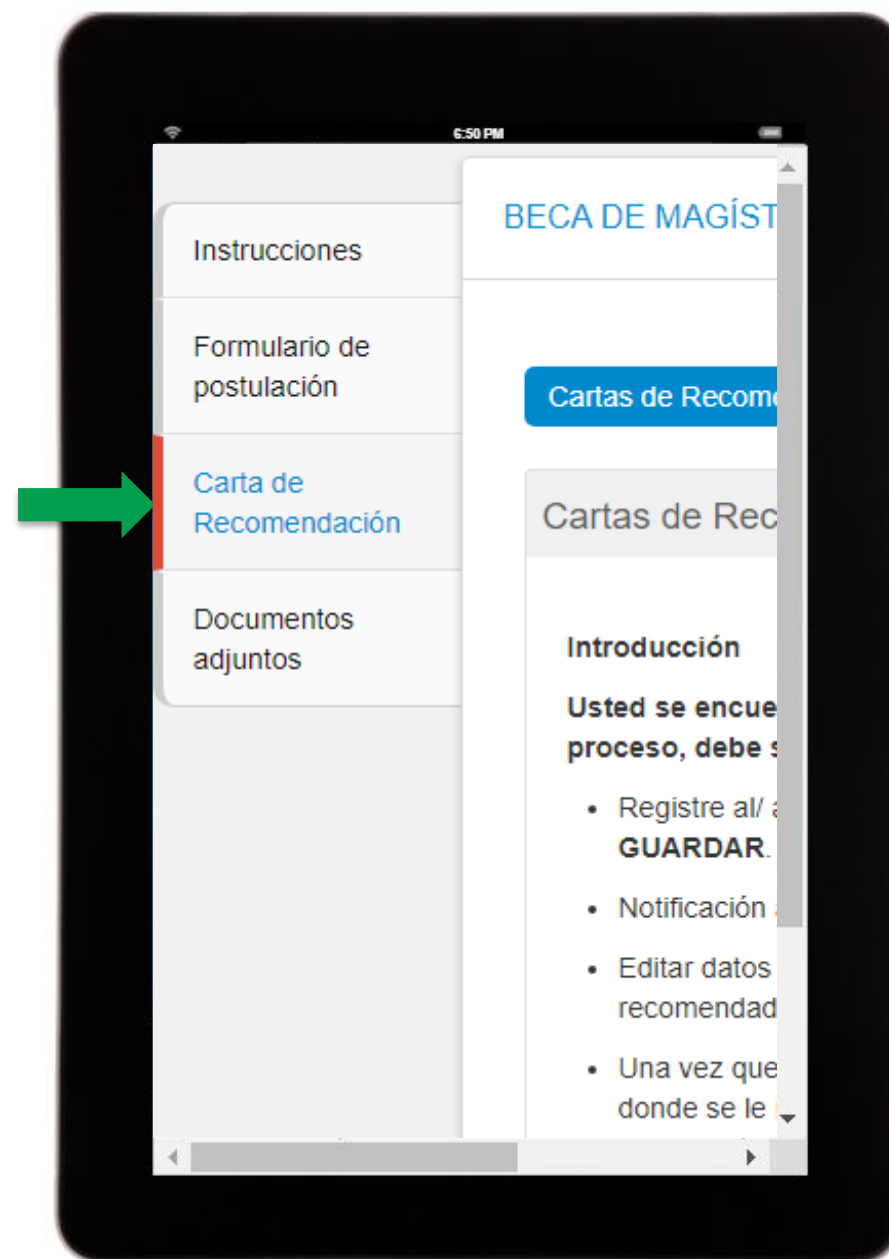 6:50 PM
Instrucciones
Formulario de
postulación
Carta de
Recomendación
Documentos
adjuntos
BECA DE MAGÍST
Cartas de Recom
Cartas de Rec
Introducción
Usted se encue
proceso, debe s
• Registre al/ a
GUARDAR.
• Notificación
• Editar datos
recomendad
• Una vez que
donde se le